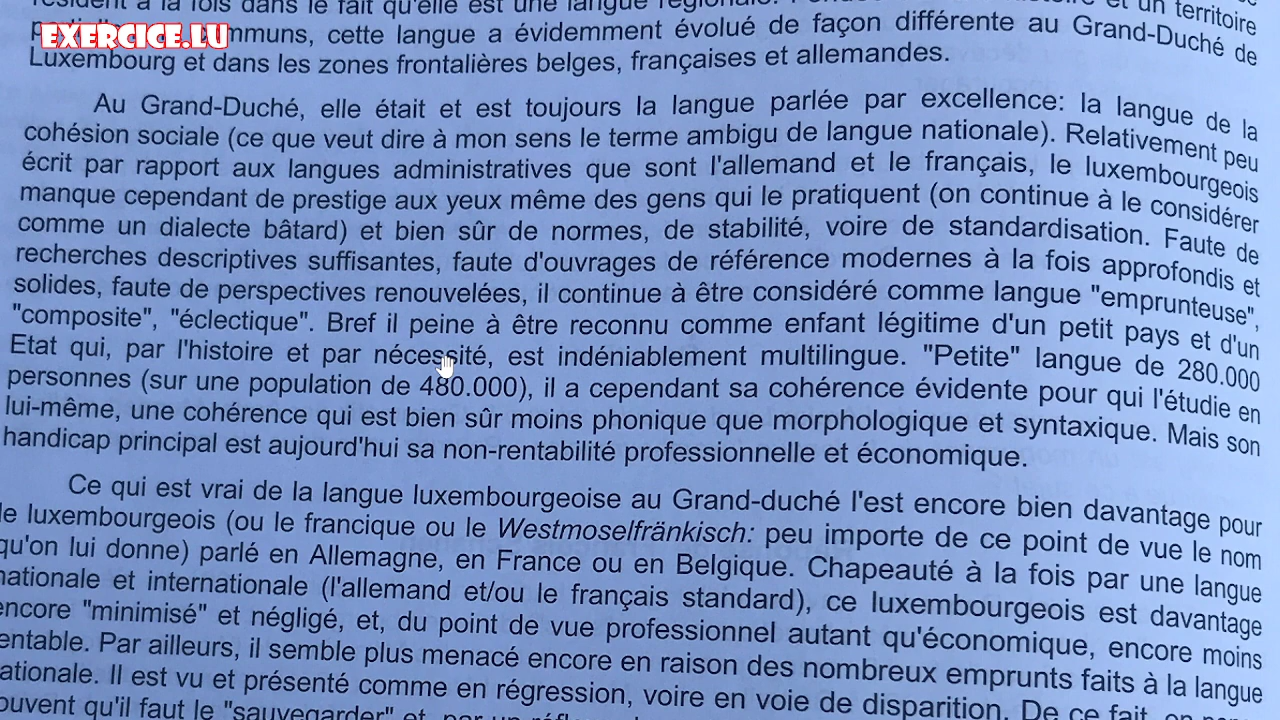 résident à la fois dans le fait qu'elle est une langue régionale.
EXERCICE.LU
communs, cette langue a évidemment évolué de façon différente au Grand-Duché de
Luxembourg et dans les zones frontalières belges, françaises et allemandes.
Au Grand-Duché, elle était et est toujours la langue parlée par excellence: la langue de la
cohésion sociale (ce que veut dire à mon sens le terme ambigu de langue nationale). Relativement peu
écrit par rapport aux langues administratives que sont l'allemand et le français, le luxembourgeois
manque cependant de prestige aux yeux même des gens qui le pratiquent (on continue à le considérer
comme un dialecte bâtard) et bien sûr de normes, de stabilité, voire de standardisation. Faute de
recherches descriptives suffisantes, faute d'ouvrages de référence modernes à la fois approfondis et
solides, faute de perspectives renouvelées, il continue à être considéré comme langue "emprunteuse",
"composite", "éclectique". Bref il peine à être reconnu comme enfant légitime d'un petit pays et d'un
Etat qui, par l'histoire et par nécessité, est indéniablement multilingue. "Petite" langue de 280.000
personnes (sur une population de 480.000), il a cependant sa cohérence évidente pour qui l'étudie en
lui-même, une cohérence qui est bien sûr moins phonique que morphologique et syntaxique. Mais son
handicap principal est aujourd'hui sa non-rentabilité professionnelle et économique.
Ce qui est vrai de la langue luxembourgeoise au Grand-duché l'est encore bien davantage pour
le luxembourgeois (ou le francique ou le Westmoselfränkisch: peu importe de ce point de vue le nom
qu'on lui donne) parlé en Allemagne, en France ou en Belgique. Chapeauté à la fois par une langue
nationale et internationale (l'allemand et/ou le français standard), ce luxembourgeois est davantage
encore "minimisé" et négligé, et, du point de vue professionnel autant qu'économique, encore moins
rentable. Par ailleurs, il semble plus menacé encore en raison des nombreux emprunts faits à la langue
nationale. Il est vu et présenté comme en régression, voire en voie de disparition. De ce fait, on
souvent qu'il faut le "sauvegarder" et, par un